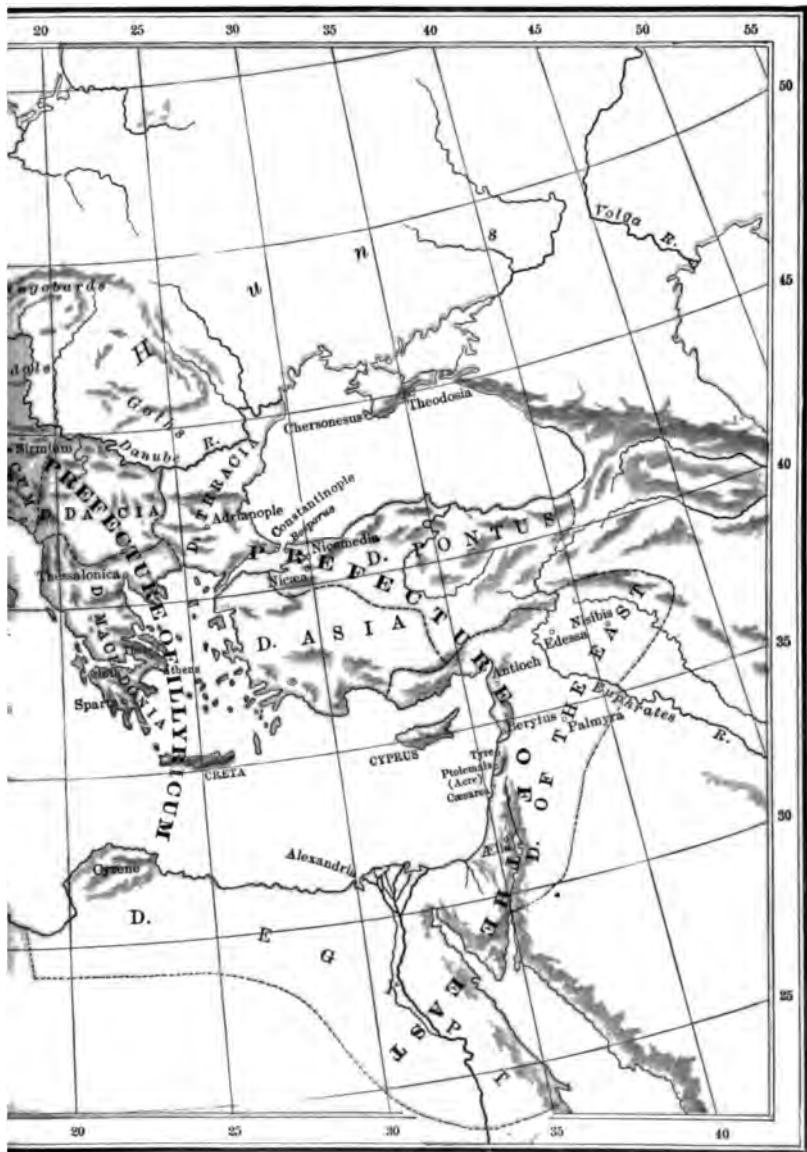 20 25 30 35 40 45 50 55
50
45
40
35
30
25
20 25 30 35 40
Volga R.
H u n s
Goths
Danube R.
Chersonesus
Theodosia
Sirmium
PREFECTURE OF ILLYRICUM
D. DACIA
D. THRACIA
Adrianople
Constantinople
Bosporus
Nicomedia
Nicæa
D. PONTUS
PREFECTURE OF THE EAST
Thessalonica
D. MACEDONIA
Athens
Sparta
D. ASIA
Nisibis
Edessa
Antioch
Euphrates R.
Berytus
Palmyra
D. OF THE EAST
CYPRUS
CRETA
Tyre
Ptolemais
(Acre)
Cæsarea
Alexandria
Cyrene
D. E G